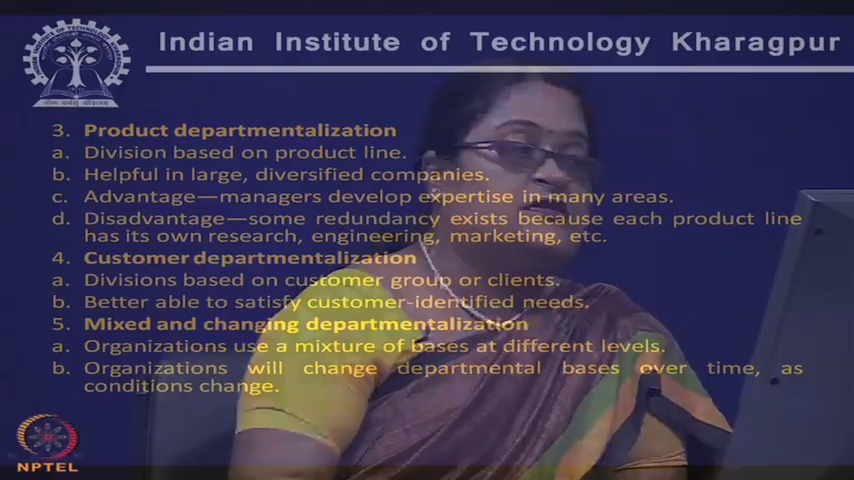 Indian Institute of Technology Kharagpur
3. Product departmentalization
a. Division based on product line.
b. Helpful in large, diversified companies.
c. Advantage—managers develop expertise in many areas.
d. Disadvantage—some redundancy exists because each product line
has its own research, engineering, marketing, etc.
4. Customer departmentalization
a. Divisions based on customer group or clients.
b. Better able to satisfy customer-identified needs.
5. Mixed and changing departmentalization
a. Organizations use a mixture of bases at different levels.
b. Organizations will change departmental bases over time, as
conditions change.
NPTEL